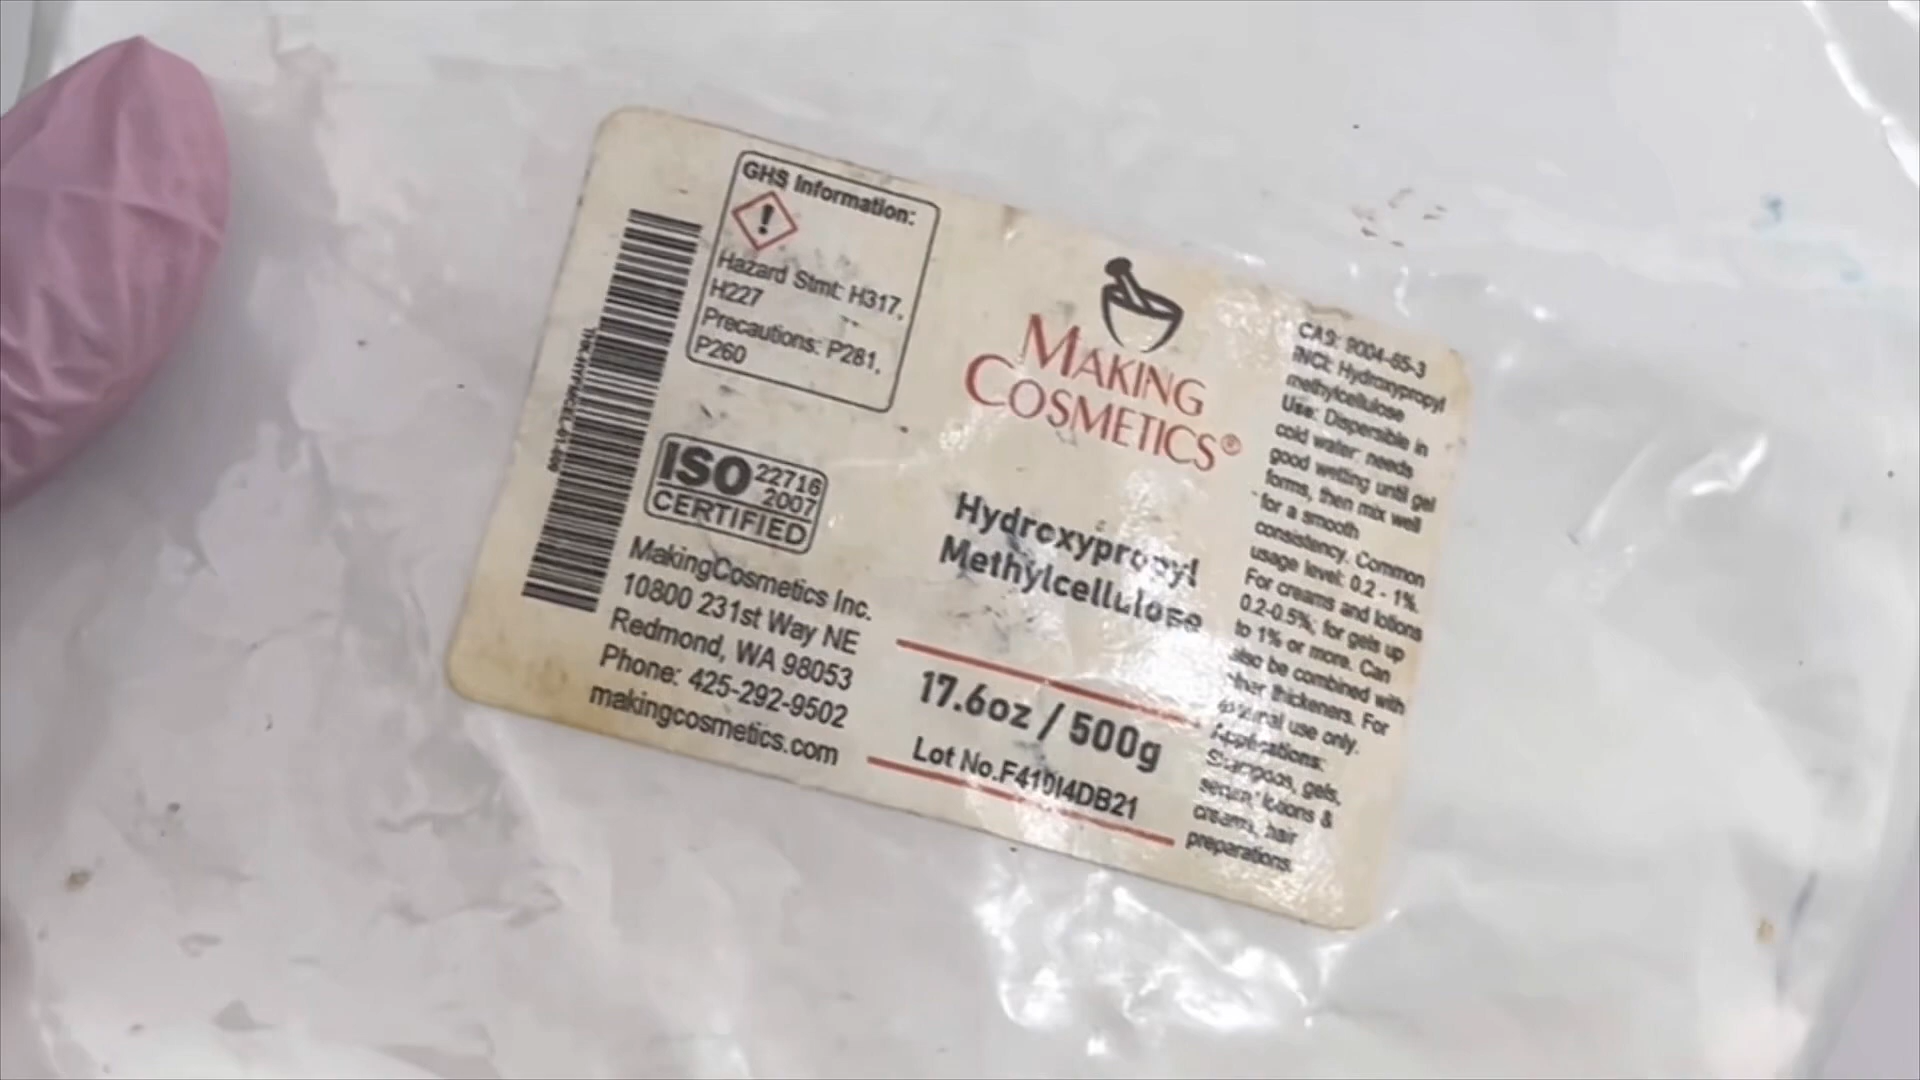 GHS Information:
!
Hazard Stmt: H317,
H227
Precautions: P281,
P260
ISO 22716
2007
CERTIFIED
MakingCosmetics Inc.
10800 231st Way NE
Redmond, WA 98053
Phone: 425-292-9502
makingcosmetics.com
MAKING
COSMETICS®
Hydroxypropyl
Methylcellulose
17.6oz / 500g
Lot No.F410I4DB21
CAS: 9004-65-3
INCI: Hydroxypropyl
methylcellulose
Use: Dispersible in
cold water: needs
good wetting until gel
forms, then mix well
for a smooth
consistency. Common
usage level: 0.2 - 1%.
For creams and lotions
0.2-0.5%; for gels up
to 1% or more. Can
also be combined with
other thickeners. For
external use only.
Applications:
Shampoos, gels,
serum, lotions &
creams, hair
preparations.